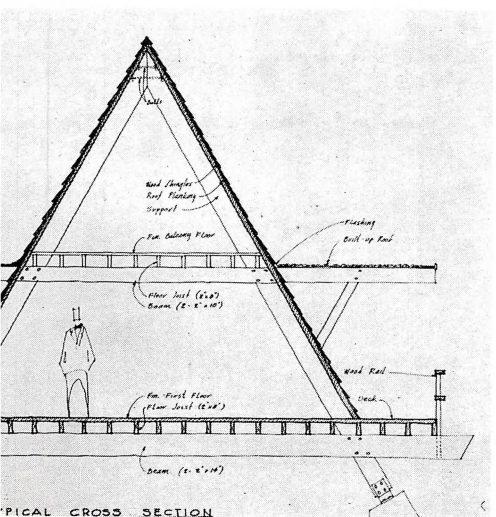 Bolts
Wood Shingles
Roof Planking
Support
Flashing
Built-up Roof
Fin. Balcony Floor
Floor Joist (2"x8")
Beam (2-2"x10")
Wood Rail
Fin. First Floor
Deck
Floor Joist (2"x8")
Beam (2-2"x14")
PICAL CROSS SECTION